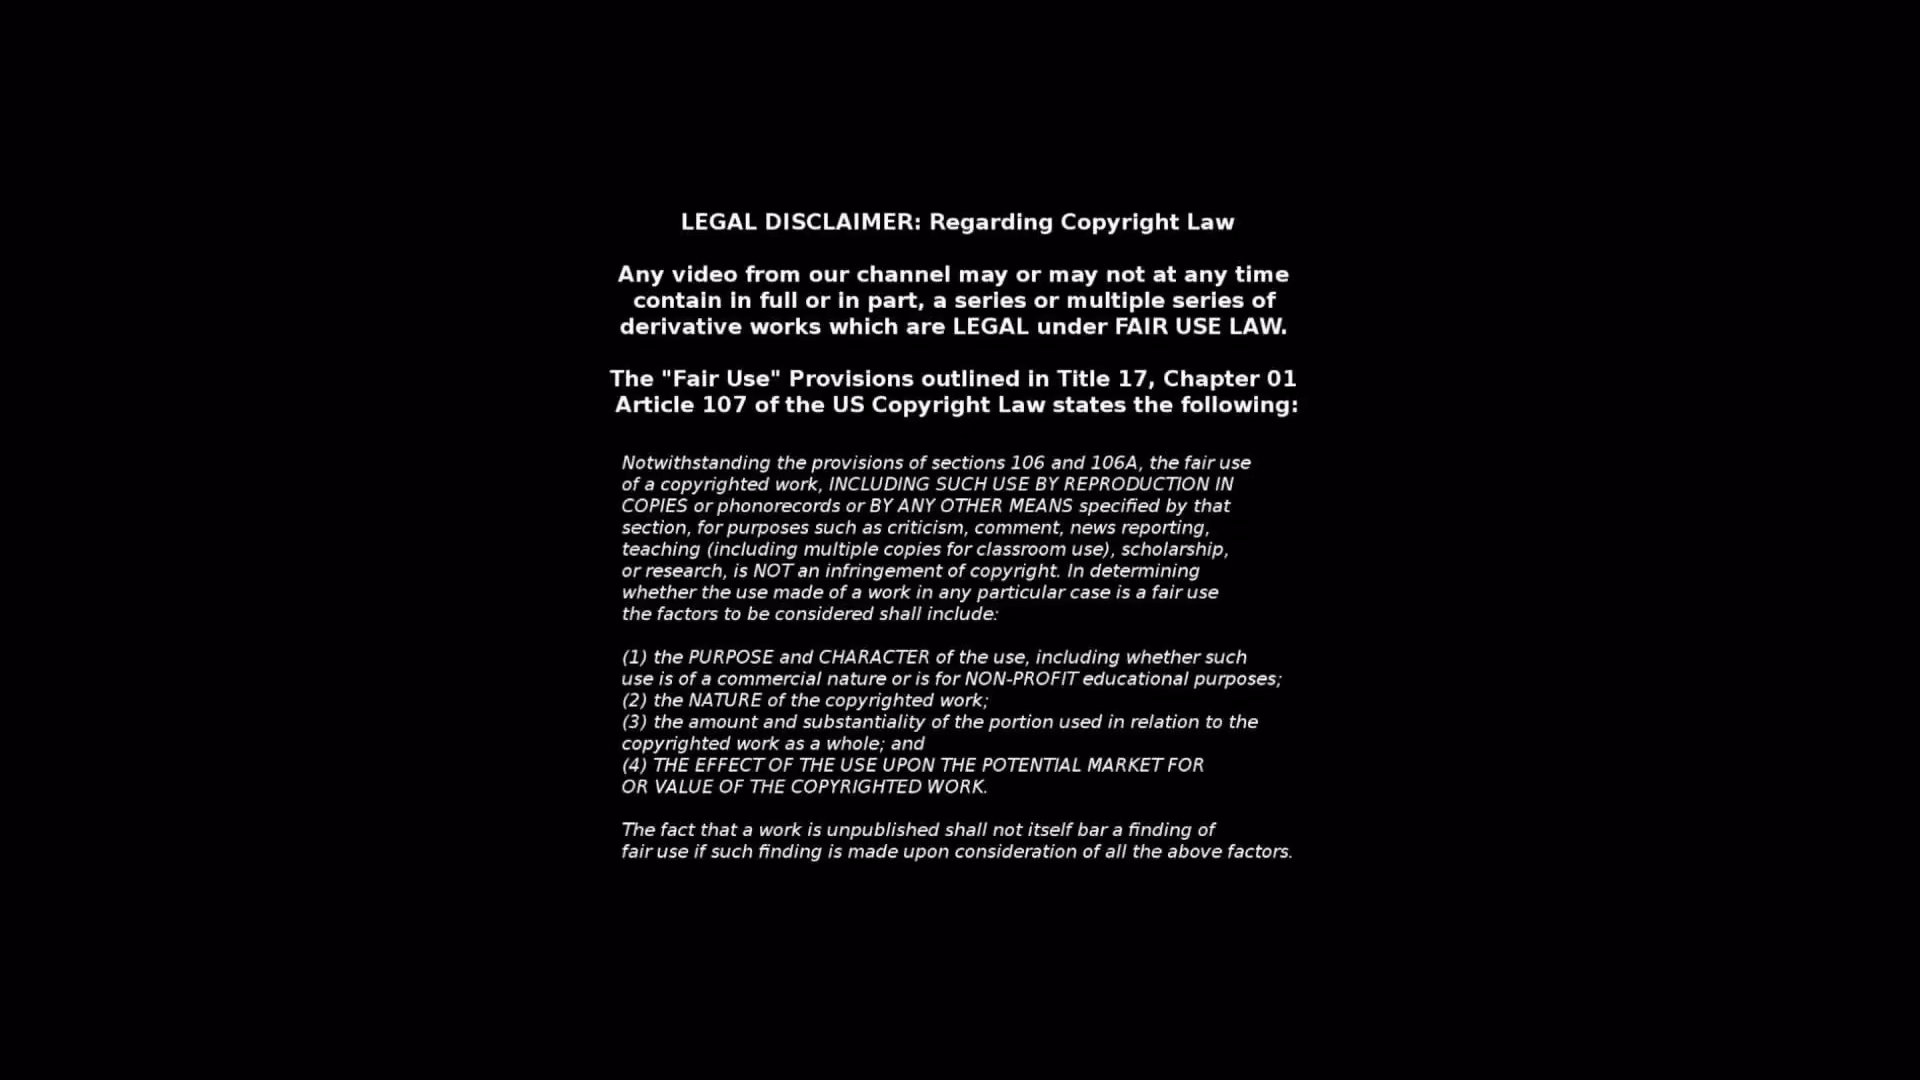 LEGAL DISCLAIMER: Regarding Copyright Law
Any video from our channel may or may not at any time
contain in full or in part, a series or multiple series of
derivative works which are LEGAL under FAIR USE LAW.
The "Fair Use" Provisions outlined in Title 17, Chapter 01
Article 107 of the US Copyright Law states the following:
Notwithstanding the provisions of sections 106 and 106A, the fair use
of a copyrighted work, INCLUDING SUCH USE BY REPRODUCTION IN
COPIES or phonorecords or BY ANY OTHER MEANS specified by that
section, for purposes such as criticism, comment, news reporting,
teaching (including multiple copies for classroom use), scholarship,
or research, is NOT an infringement of copyright. In determining
whether the use made of a work in any particular case is a fair use
the factors to be considered shall include:
(1) the PURPOSE and CHARACTER of the use, including whether such
use is of a commercial nature or is for NON-PROFIT educational purposes;
(2) the NATURE of the copyrighted work;
(3) the amount and substantiality of the portion used in relation to the
copyrighted work as a whole; and
(4) THE EFFECT OF THE USE UPON THE POTENTIAL MARKET FOR
OR VALUE OF THE COPYRIGHTED WORK.
The fact that a work is unpublished shall not itself bar a finding of
fair use if such finding is made upon consideration of all the above factors.